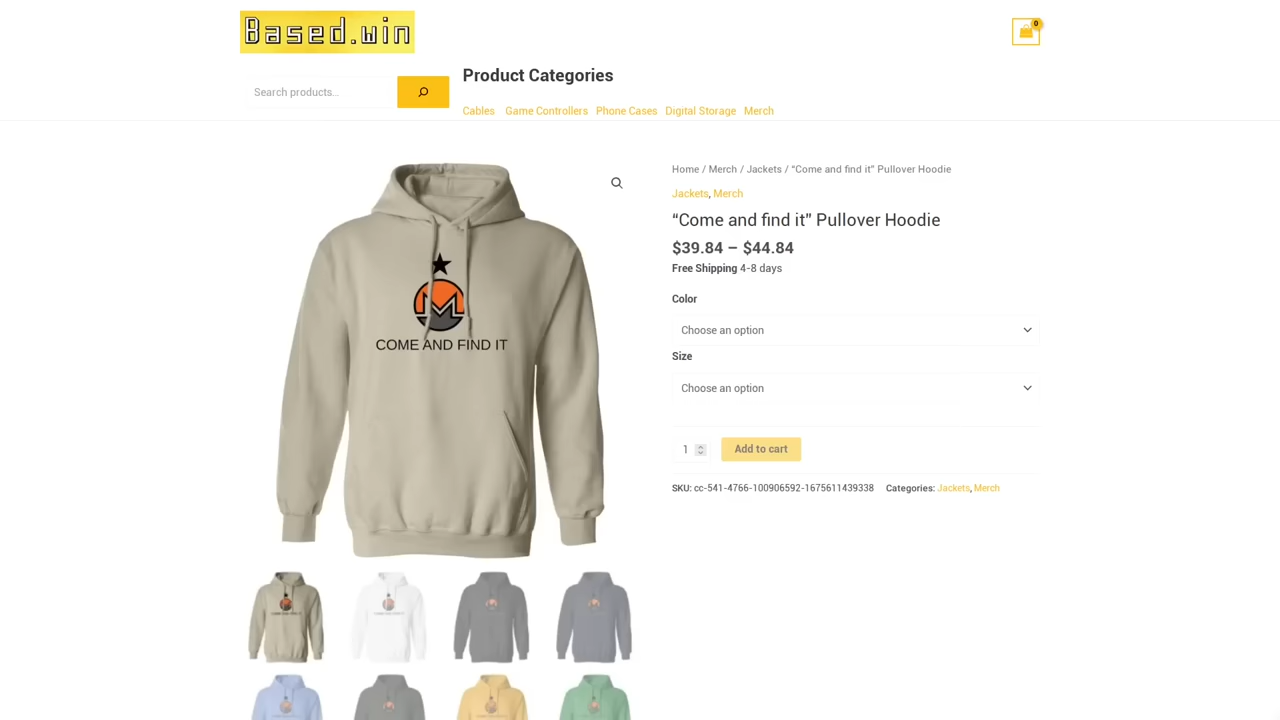 Based.win
0
Product Categories
Search products…
Cables Game Controllers Phone Cases Digital Storage Merch
Home / Merch / Jackets / “Come and find it” Pullover Hoodie
Jackets, Merch
“Come and find it” Pullover Hoodie
$39.84 – $44.84
Free Shipping 4-8 days
Color
Choose an option
Size
Choose an option
1
Add to cart
SKU: cc-541-4766-100906592-1675611439338 Categories: Jackets, Merch
COME AND FIND IT